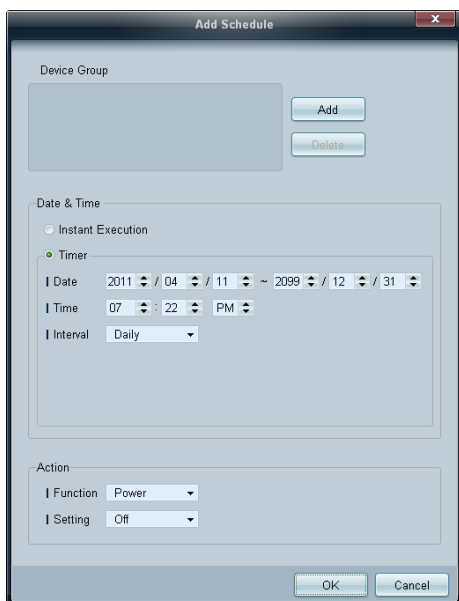 Add Schedule
x
Device Group
Add
Delete
Date & Time
Instant Execution
Timer
Date 2011 / 04 / 11 ~ 2099 / 12 / 31
Time 07 : 22 PM
Interval Daily
Action
Function Power
Setting Off
OK Cancel